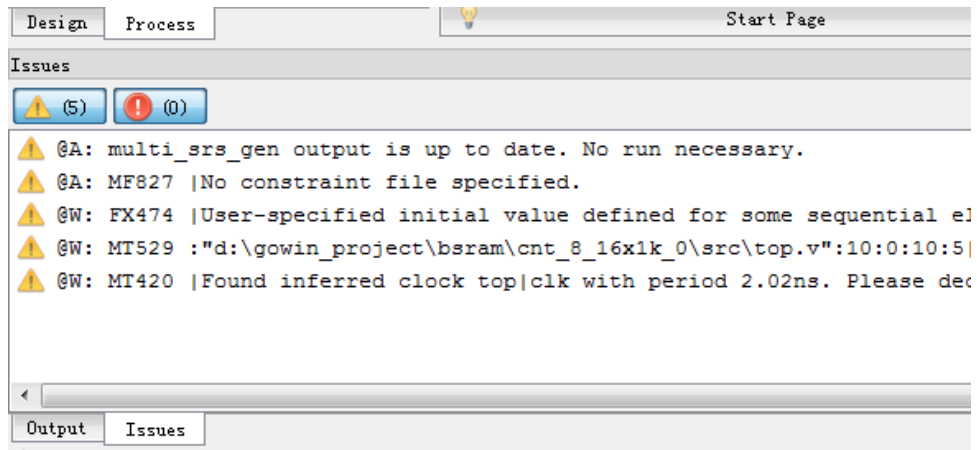 Design Process Start Page
Issues
(5) (0)
@A: multi_srs_gen output is up to date. No run necessary.
@A: MF827 |No constraint file specified.
@W: FX474 |User-specified initial value defined for some sequential el
@W: MT529 :"d:\gowin_project\bsram\cnt_8_16x1k_0\src\top.v":10:0:10:5|
@W: MT420 |Found inferred clock top|clk with period 2.02ns. Please dec
Output Issues